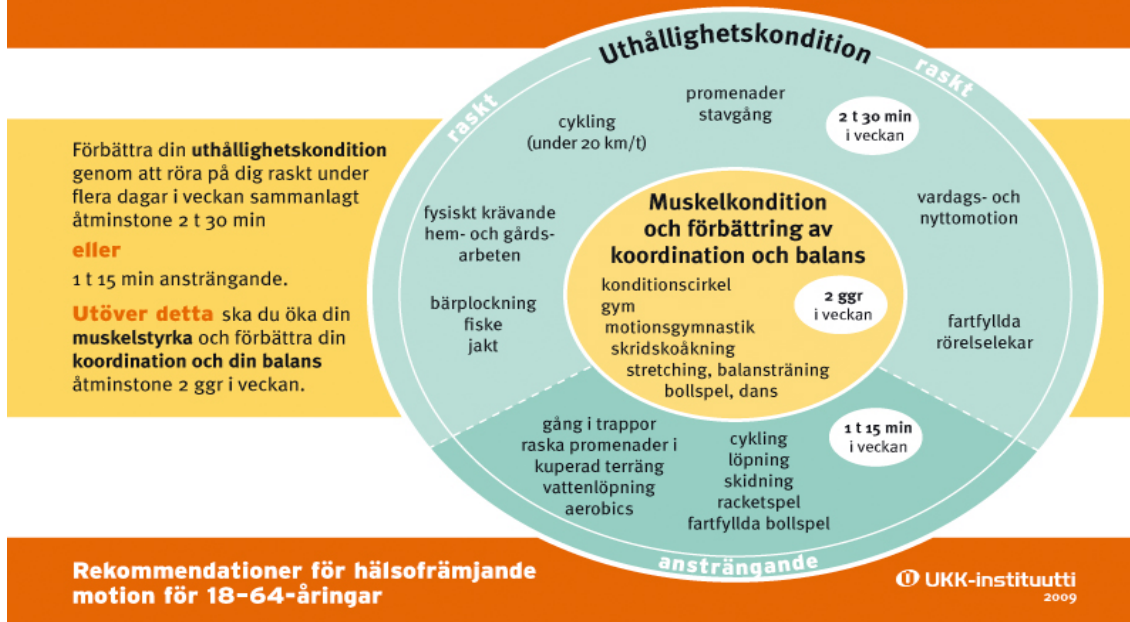 Förbättra din uthållighetskondition
genom att röra på dig raskt under
flera dagar i veckan sammanlagt
åtminstone 2 t 30 min
eller
1 t 15 min ansträngande.
Utöver detta ska du öka din
muskelstyrka och förbättra din
koordination och din balans
åtminstone 2 ggr i veckan.
Uthållighetskondition
raskt
raskt
promenader
stavgång
2 t 30 min
i veckan
cykling
(under 20 km/t)
fysiskt krävande
hem- och gårds-
arbeten
vardags- och
nyttomotion
bärplockning
fiske
jakt
fartfyllda
rörelselekar
Muskelkondition
och förbättring av
koordination och balans
konditionscirkel
gym
motionsgymnastik
skridskoåkning
stretching, balansträning
bollspel, dans
2 ggr
i veckan
gång i trappor
raska promenader i
kuperad terräng
vattenlöpning
aerobics
cykling
löpning
skidning
racketspel
fartfyllda bollspel
1 t 15 min
i veckan
ansträngande
Rekommendationer för hälsofrämjande
motion för 18–64-åringar
UKK-instituutti
2009